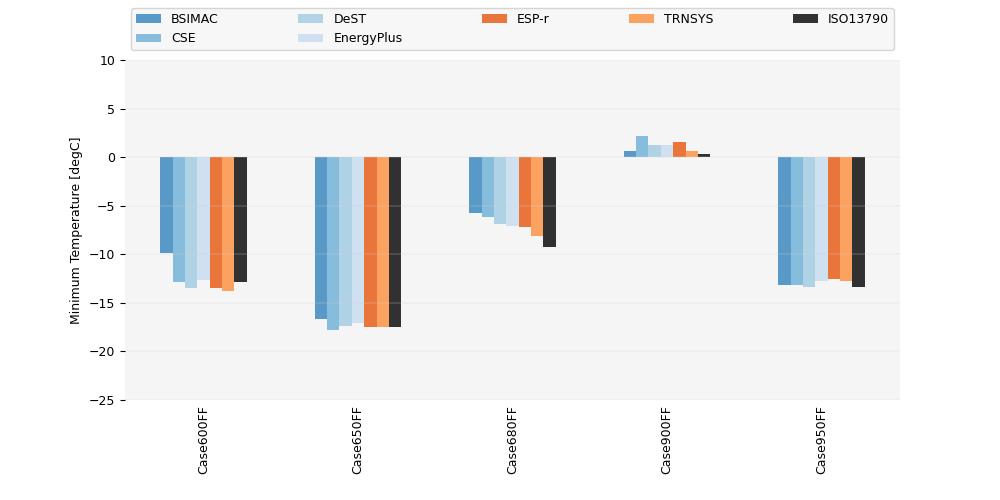 BSIMAC DeST ESP-r TRNSYS ISO13790
CSE EnergyPlus
10
5
0
−5
−10
−15
−20
−25
Minimum Temperature [degC]
Case600FF
Case650FF
Case680FF
Case900FF
Case950FF